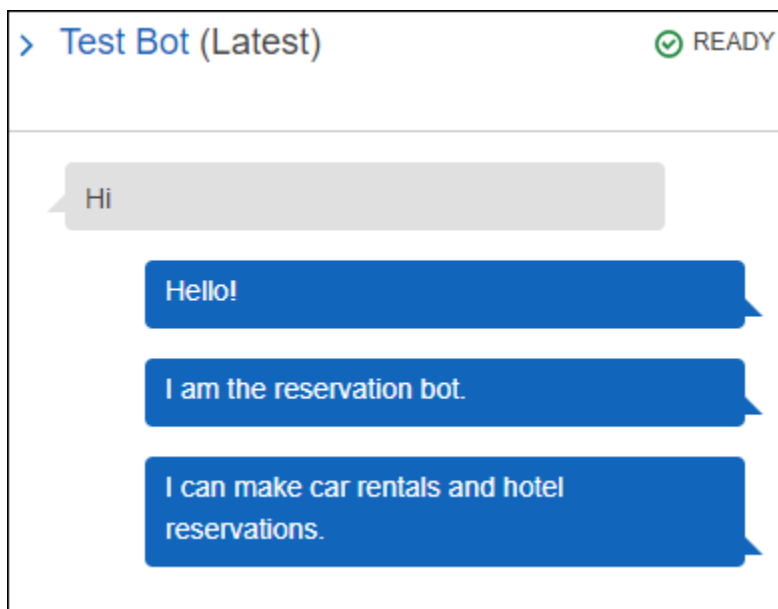 Test Bot (Latest)
READY
Hi
Hello!
I am the reservation bot.
I can make car rentals and hotel
reservations.